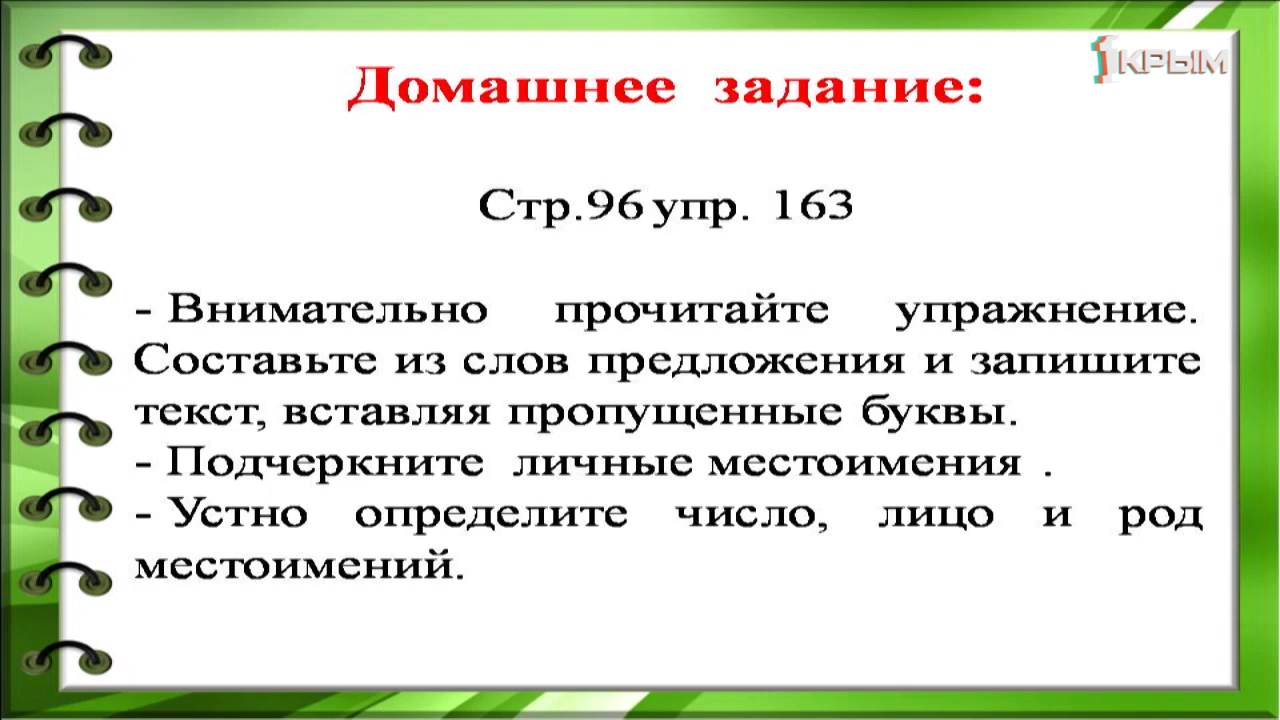 1КРЫМ
Домашнее задание:
Стр.96 упр. 163
- Внимательно прочитайте упражнение.
Составьте из слов предложения и запишите
текст, вставляя пропущенные буквы.
- Подчеркните личные местоимения .
- Устно определите число, лицо и род
местоимений.